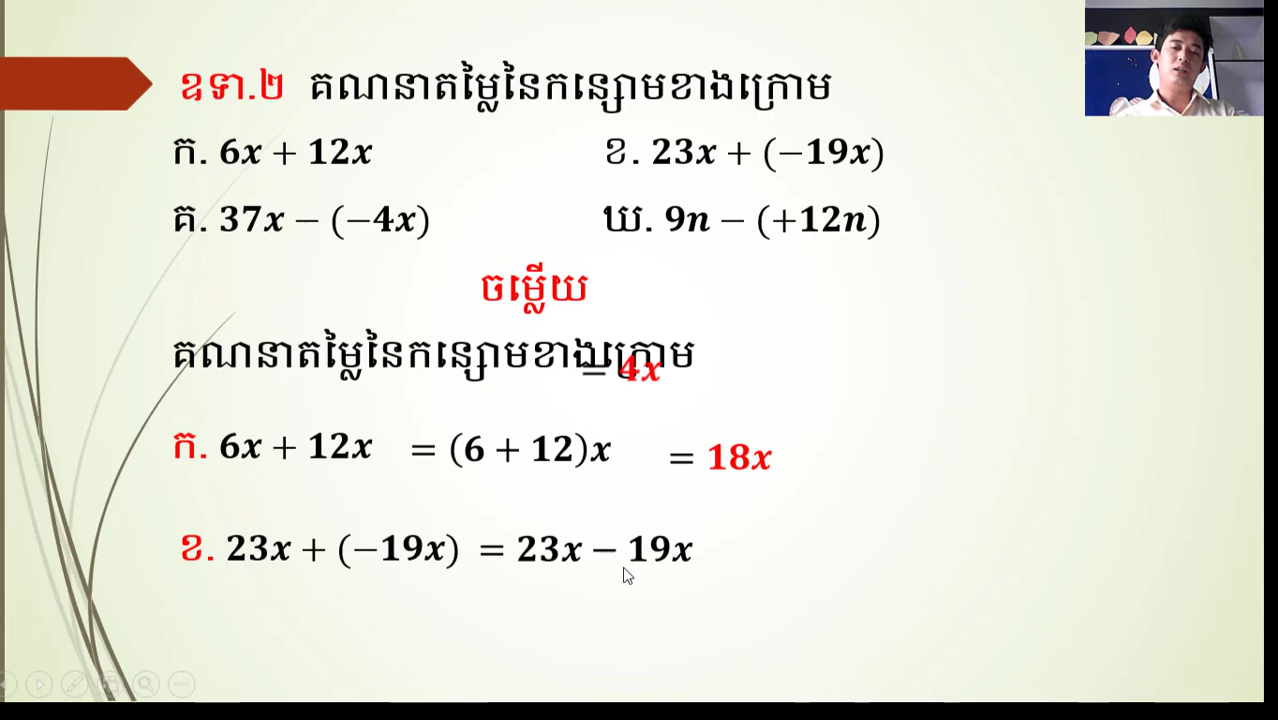 ឧទា.២ គណនាតម្លៃនៃកន្សោមខាងក្រោម
ក. 6x + 12x ខ. 23x + (−19x)
គ. 37x − (−4x) ឃ. 9n − (+12n)
ចម្លើយ
គណនាតម្លៃនៃកន្សោមខាងក្រោម
= 4x
ក. 6x + 12x = (6 + 12)x = 18x
ខ. 23x + (−19x) = 23x − 19x